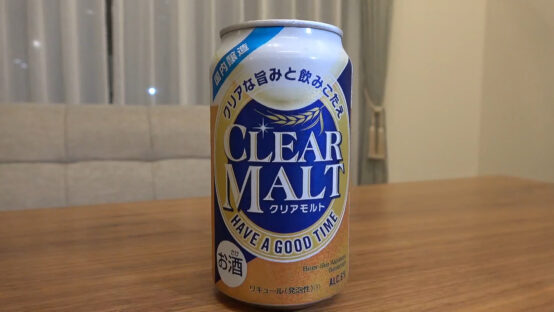 国内醸造
クリアな旨みと飲みごたえ
CLEAR
MALT
クリアモルト
HAVE A GOOD TIME
お酒
リキュール(発泡性)①